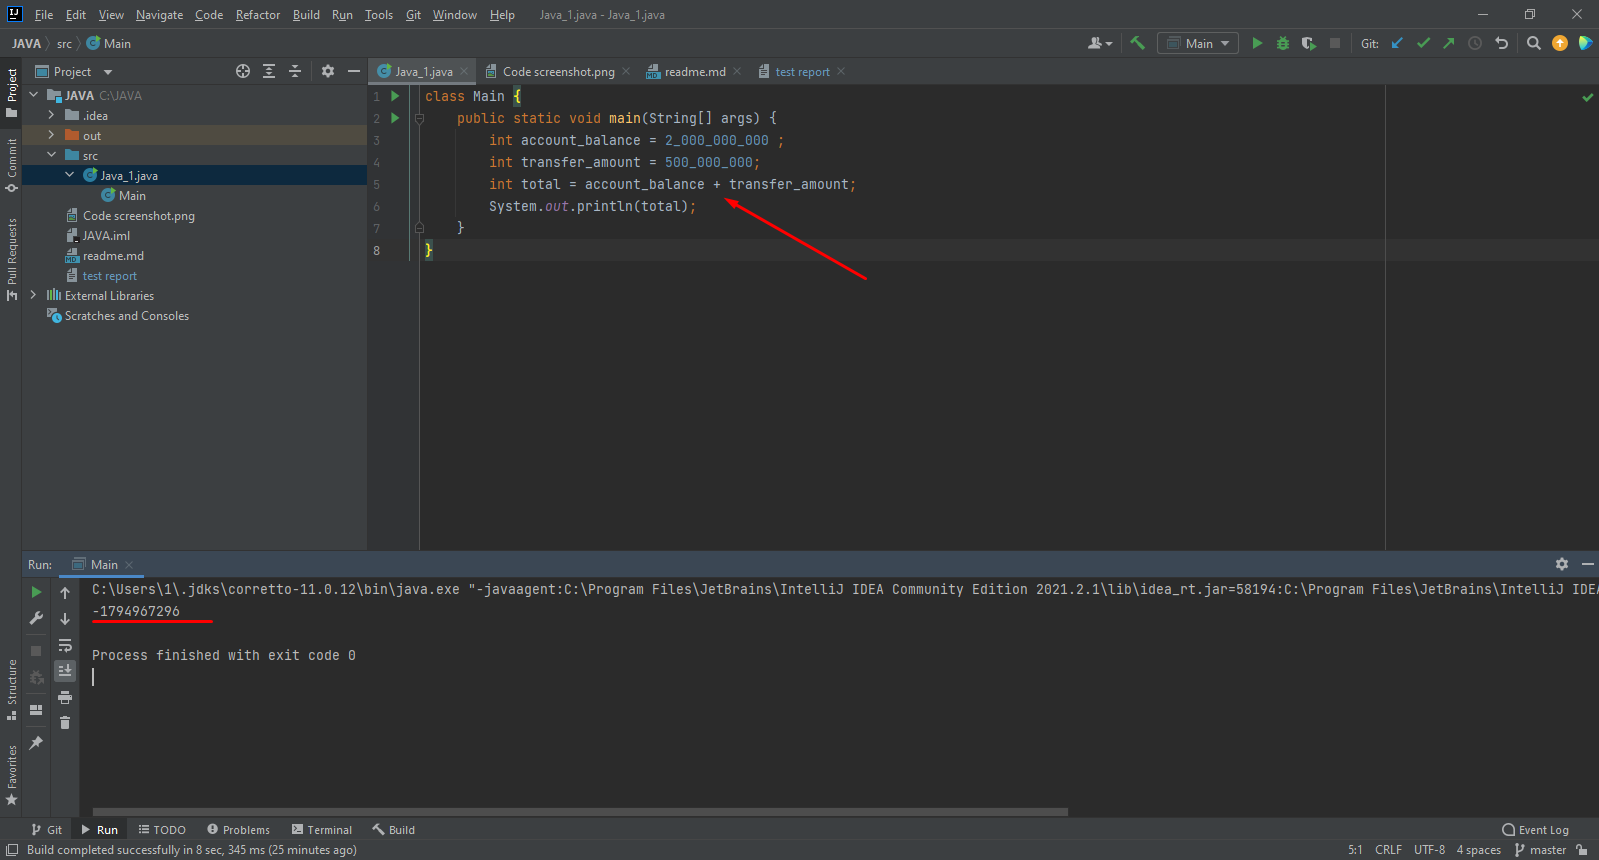 File Edit View Navigate Code Refactor Build Run Tools Git Window Help Java_1.java - Java_1.java
JAVA src Main
Main Git:
Project
Java_1.java Code screenshot.png readme.md test report
Project
Commit
Pull Requests
Structure
Favorites
JAVA C:\JAVA
.idea
out
src
Java_1.java
Main
Code screenshot.png
JAVA.iml
readme.md
test report
External Libraries
Scratches and Consoles
1 class Main {
2 public static void main(String[] args) {
3 int account_balance = 2_000_000_000 ;
4 int transfer_amount = 500_000_000;
5 int total = account_balance + transfer_amount;
6 System.out.println(total);
7 }
8 }
Run: Main
C:\Users\1\.jdks\corretto-11.0.12\bin\java.exe "-javaagent:C:\Program Files\JetBrains\IntelliJ IDEA Community Edition 2021.2.1\lib\idea_rt.jar=58194:C:\Program Files\JetBrains\IntelliJ IDEA
-1794967296
Process finished with exit code 0
Git Run TODO Problems Terminal Build Event Log
Build completed successfully in 8 sec, 345 ms (25 minutes ago) 5:1 CRLF UTF-8 4 spaces master